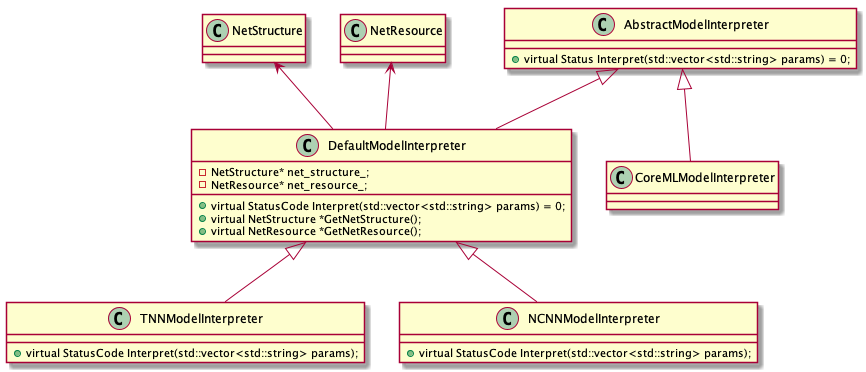 C NetStructure
C NetResource
C AbstractModelInterpreter
virtual Status Interpret(std::vector<std::string> params) = 0;
C DefaultModelInterpreter
NetStructure* net_structure_;
NetResource* net_resource_;
virtual StatusCode Interpret(std::vector<std::string> params) = 0;
virtual NetStructure *GetNetStructure();
virtual NetResource *GetNetResource();
C CoreMLModelInterpreter
C TNNModelInterpreter
virtual StatusCode Interpret(std::vector<std::string> params);
C NCNNModelInterpreter
virtual StatusCode Interpret(std::vector<std::string> params);